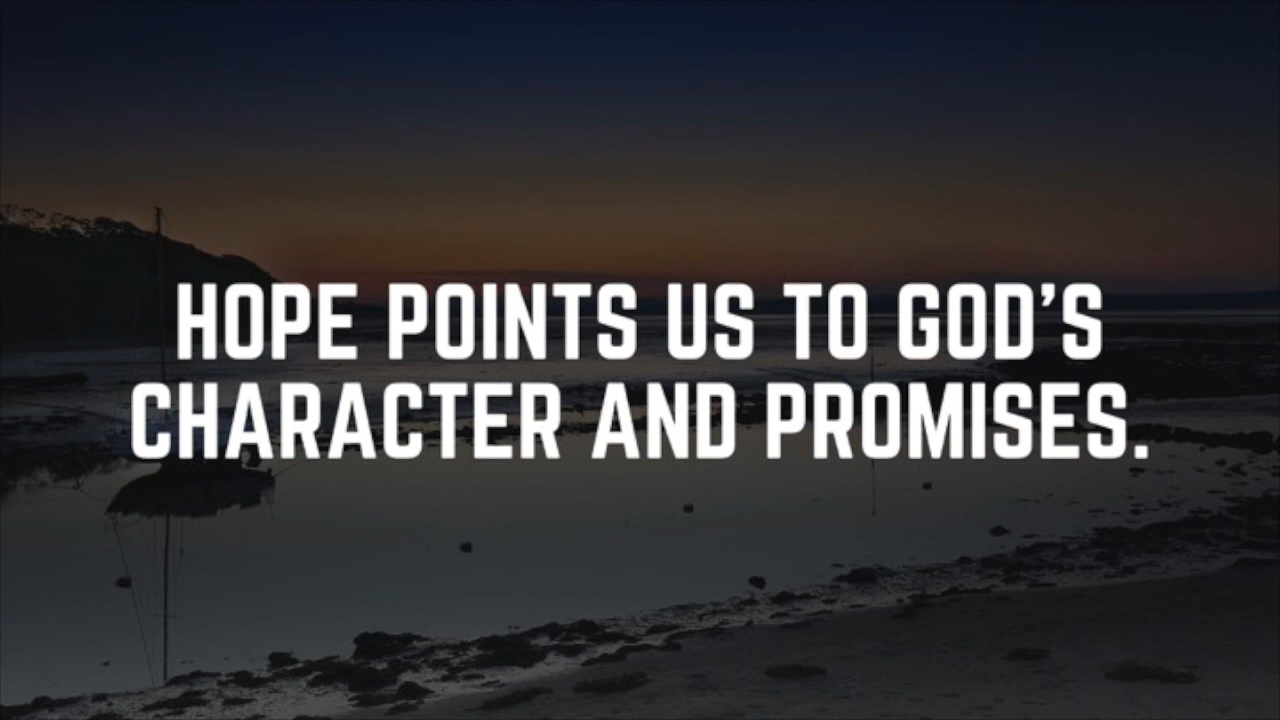 HOPE POINTS US TO GOD’S
CHARACTER AND PROMISES.